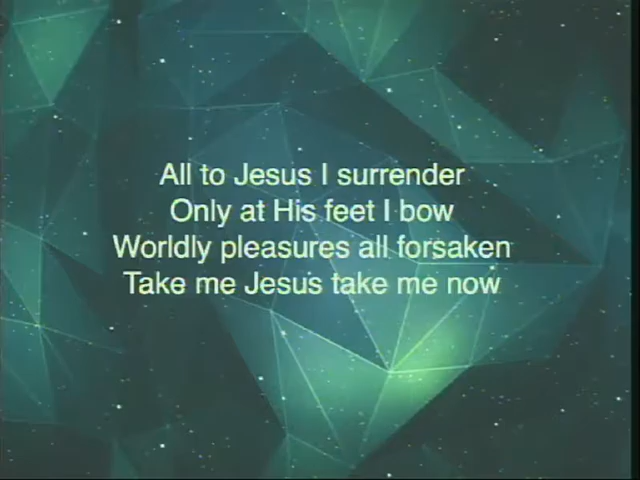 All to Jesus I surrender
Only at His feet I bow
Worldly pleasures all forsaken
Take me Jesus take me now